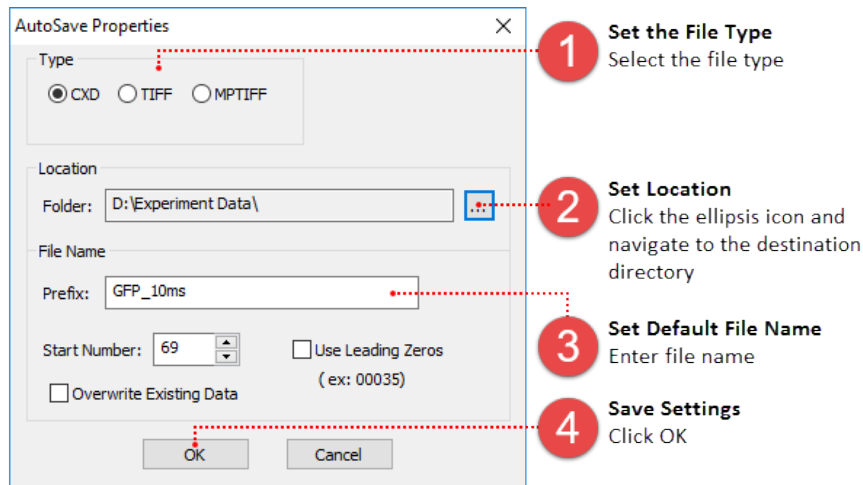 AutoSave Properties
Type
CXD TIFF MPTIFF
Location
Folder: D:\Experiment Data\ ...
File Name
Prefix: GFP_10ms
Start Number: 69 Use Leading Zeros
( ex: 00035)
Overwrite Existing Data
OK Cancel
1 Set the File Type
Select the file type
2 Set Location
Click the ellipsis icon and
navigate to the destination
directory
3 Set Default File Name
Enter file name
4 Save Settings
Click OK